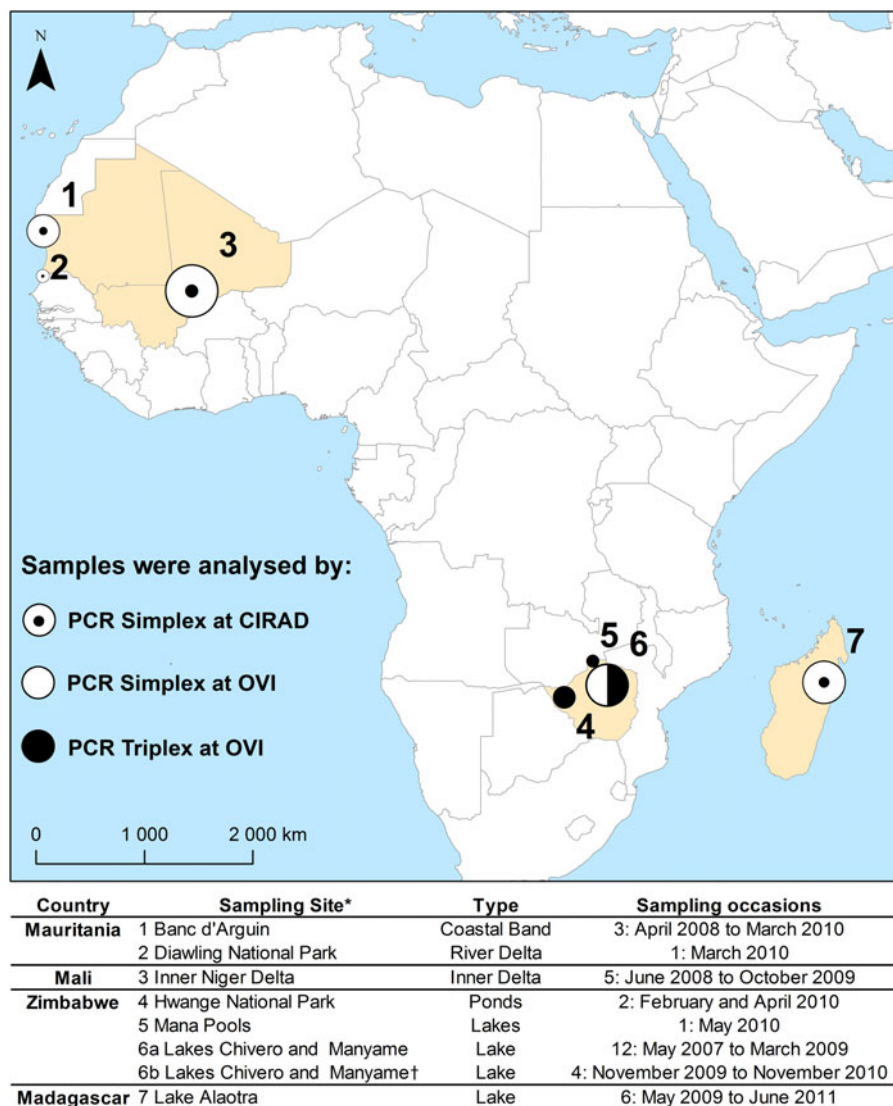 N
1
2
3
5
6
7
4
Samples were analysed by:
PCR Simplex at CIRAD
PCR Simplex at OVI
PCR Triplex at OVI
0 1 000 2 000 km
Country Sampling Site* Type Sampling occasions
Mauritania 1 Banc d'Arguin Coastal Band 3: April 2008 to March 2010
2 Diawling National Park River Delta 1: March 2010
Mali 3 Inner Niger Delta Inner Delta 5: June 2008 to October 2009
Zimbabwe 4 Hwange National Park Ponds 2: February and April 2010
5 Mana Pools Lakes 1: May 2010
6a Lakes Chivero and Manyame Lake 12: May 2007 to March 2009
6b Lakes Chivero and Manyame† Lake 4: November 2009 to November 2010
Madagascar 7 Lake Alaotra Lake 6: May 2009 to June 2011